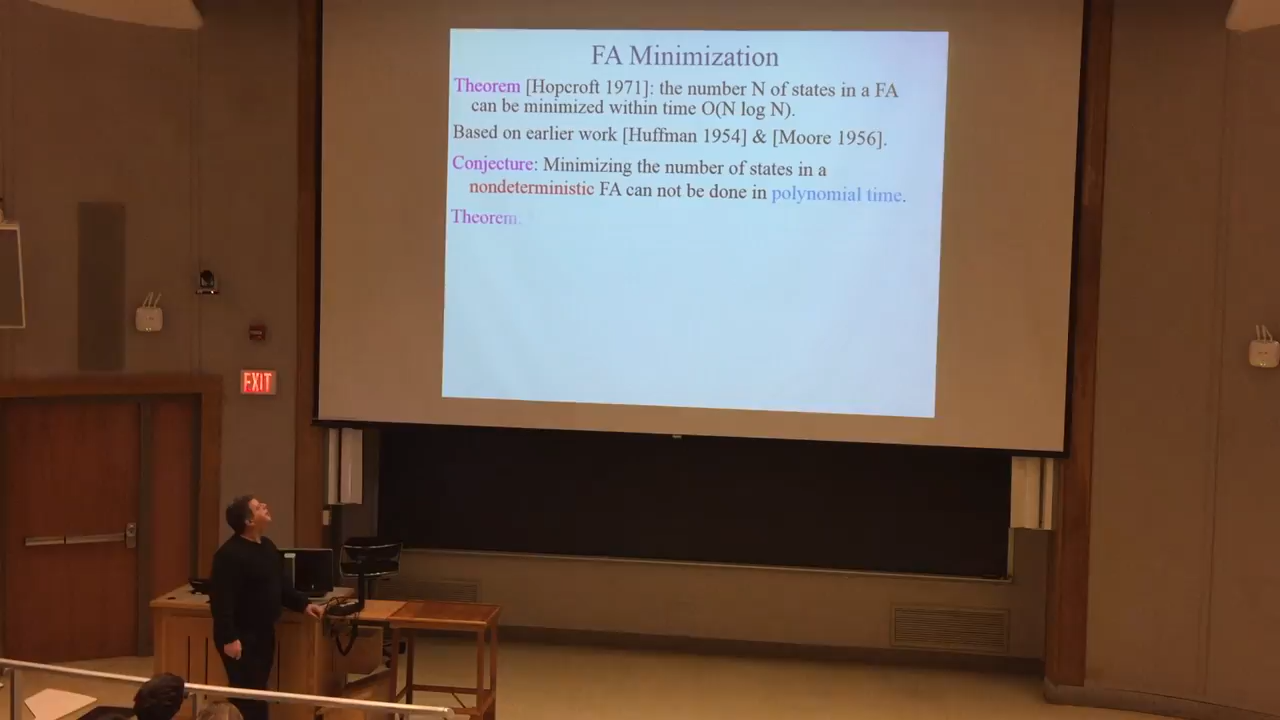 FA Minimization
Theorem [Hopcroft 1971]: the number N of states in a FA
can be minimized within time O(N log N).
Based on earlier work [Huffman 1954] & [Moore 1956].
Conjecture: Minimizing the number of states in a
nondeterministic FA can not be done in polynomial time.
Theorem:
EXIT